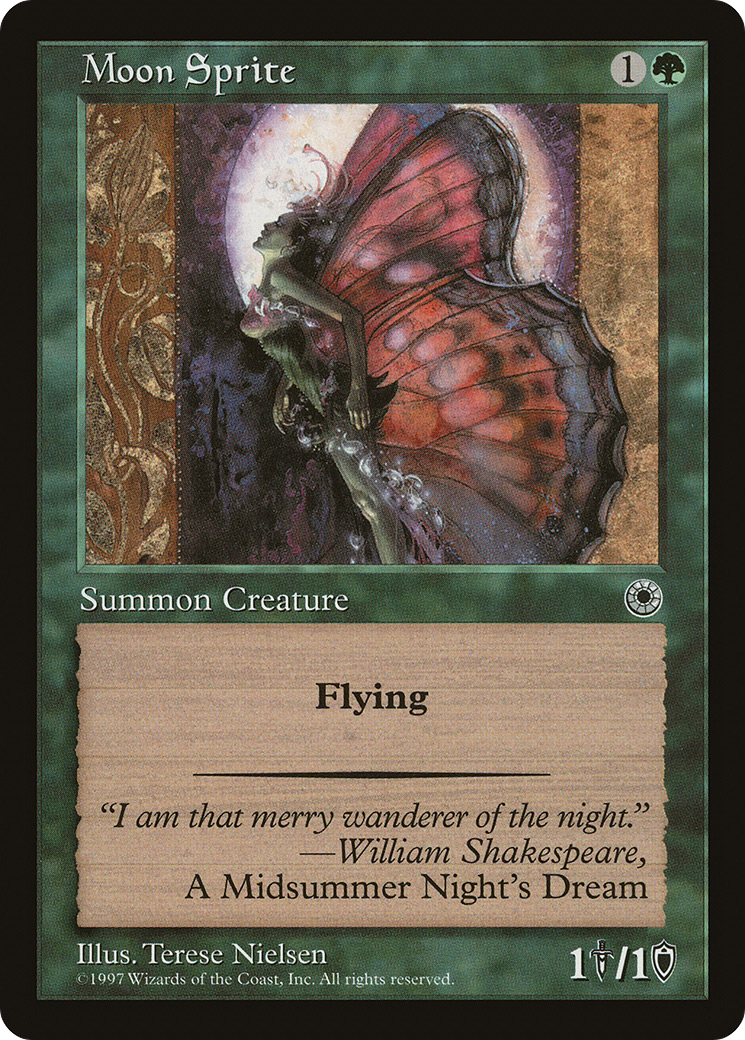 Moon Sprite
1
Summon Creature
Flying
“I am that merry wanderer of the night.”
—William Shakespeare,
A Midsummer Night's Dream
Illus. Terese Nielsen
©1997 Wizards of the Coast, Inc. All rights reserved.
1/1